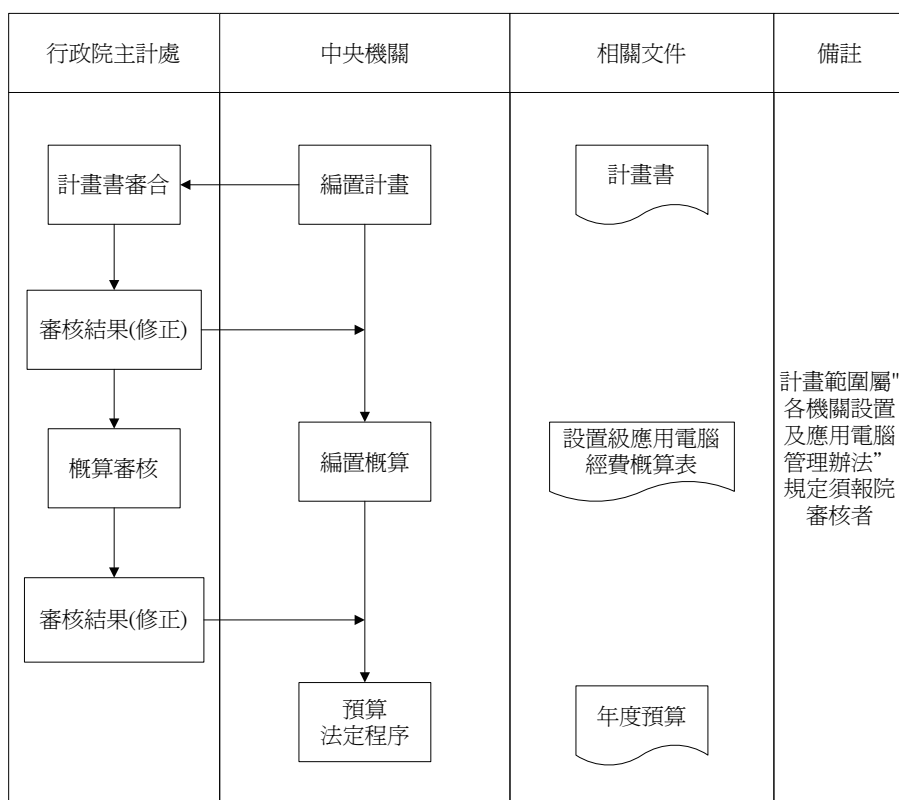 行政院主計處
中央機關
相關文件
備註
計畫書審合
編置計畫
計畫書
審核結果(修正)
概算審核
編置概算
設置級應用電腦
經費概算表
計畫範圍屬"
各機關設置
及應用電腦
管理辦法”
規定須報院
審核者
審核結果(修正)
預算
法定程序
年度預算